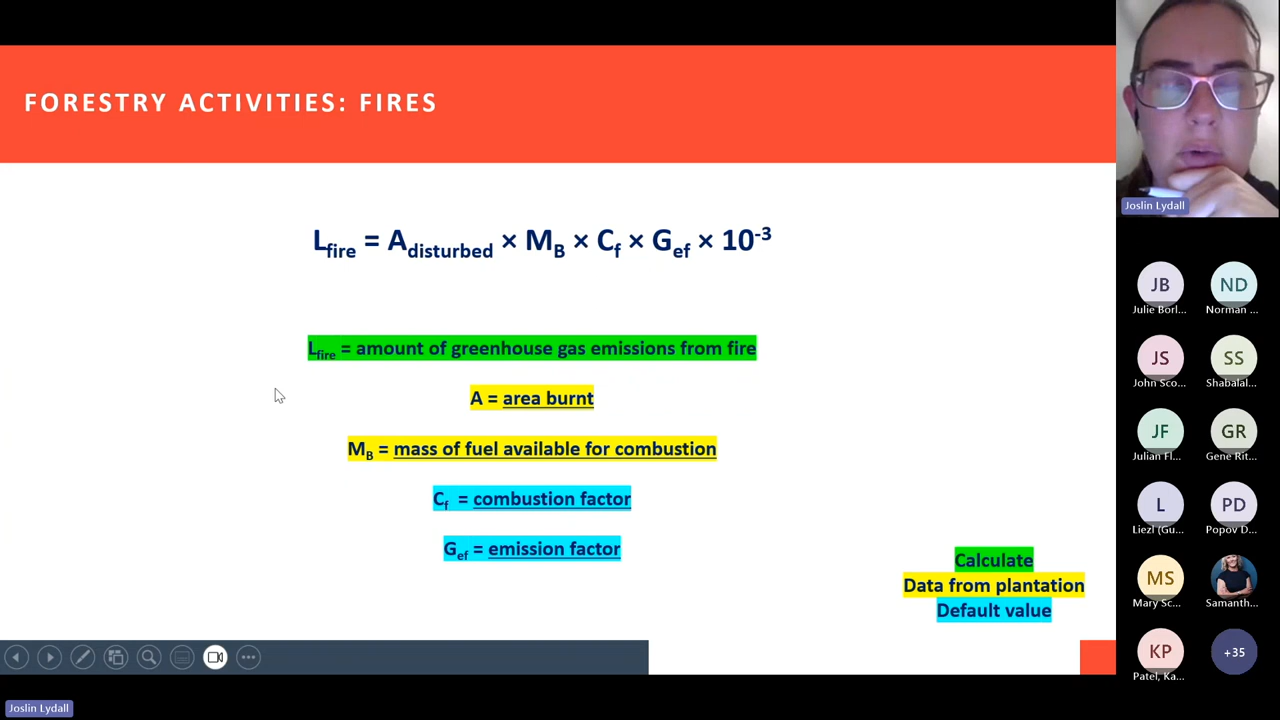 FORESTRY ACTIVITIES: FIRES
Lfire = Adisturbed × MB × Cf × Gef × 10-3
Lfire = amount of greenhouse gas emissions from fire
A = area burnt
MB = mass of fuel available for combustion
Cf = combustion factor
Gef = emission factor
Calculate
Data from plantation
Default value
Joslin Lydall
JB
ND
Julie Borl...
Norman ...
JS
SS
John Sco...
Shabalal...
JF
GR
Julian Fl...
Gene Rit...
L
PD
Liezl (Gu...
Popov D...
MS
Mary Sc...
Samanth...
KP
+35
Patel, Ka...
Joslin Lydall